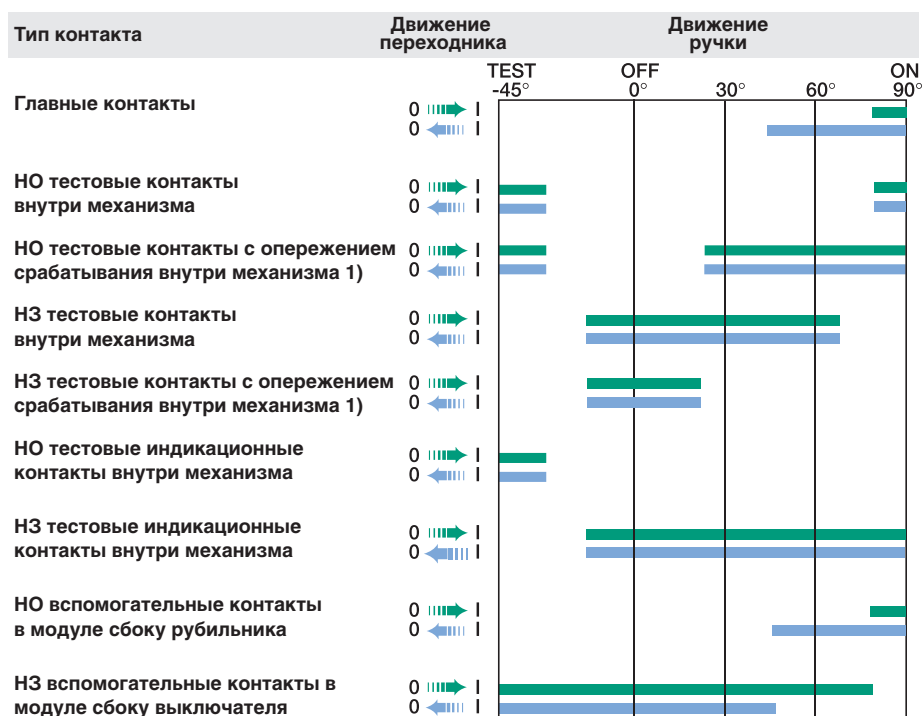 Тип контакта Движение переходника Движение ручки
TEST OFF ON
-45° 0° 30° 60° 90°
Главные контакты
0 I
0 I
НО тестовые контакты
внутри механизма
0 I
0 I
НО тестовые контакты с опережением
срабатывания внутри механизма 1)
0 I
0 I
НЗ тестовые контакты
внутри механизма
0 I
0 I
НЗ тестовые контакты с опережением
срабатывания внутри механизма 1)
0 I
0 I
НО тестовые индикационные
контакты внутри механизма
0 I
0 I
НЗ тестовые индикационные
контакты внутри механизма
0 I
0 I
НО вспомогательные контакты
в модуле сбоку рубильника
0 I
0 I
НЗ вспомогательные контакты в
модуле сбоку выключателя
0 I
0 I